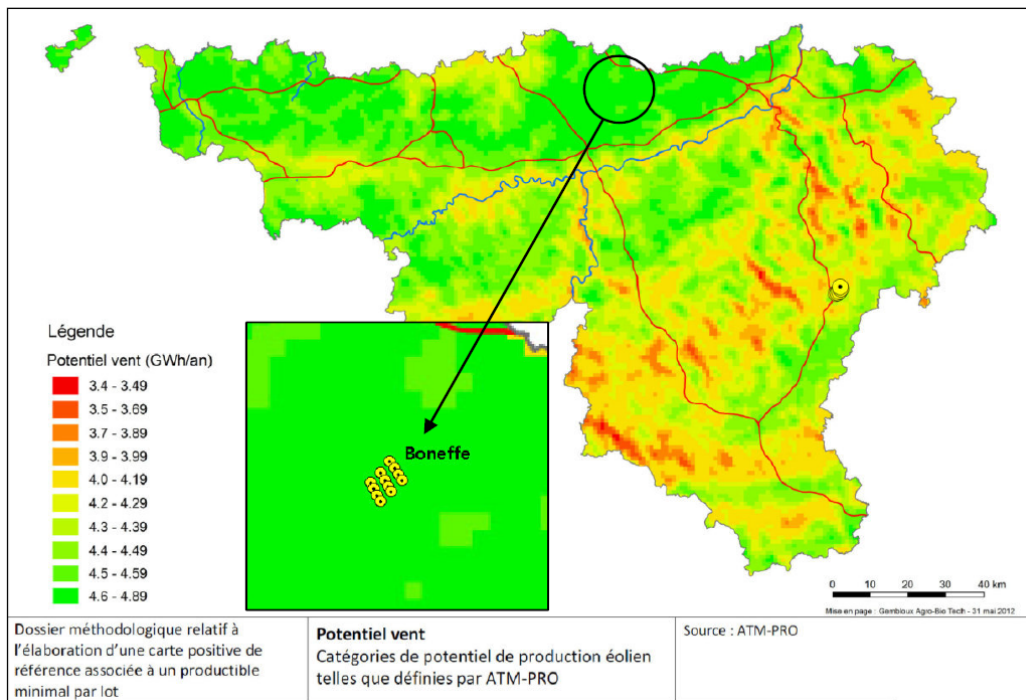 Légende
Potentiel vent (GWh/an)
3.4 - 3.49
3.5 - 3.69
3.7 - 3.89
3.9 - 3.99
4.0 - 4.19
4.2 - 4.29
4.3 - 4.39
4.4 - 4.49
4.5 - 4.59
4.6 - 4.89
Boneffe
0 10 20 30 40 km
Mise en page : Gembloux Agro-Bio Tech - 31 mai 2012
Dossier méthodologique relatif à
l'élaboration d'une carte positive de
référence associée à un productible
minimal par lot
Potentiel vent
Catégories de potentiel de production éolien
telles que définies par ATM-PRO
Source : ATM-PRO